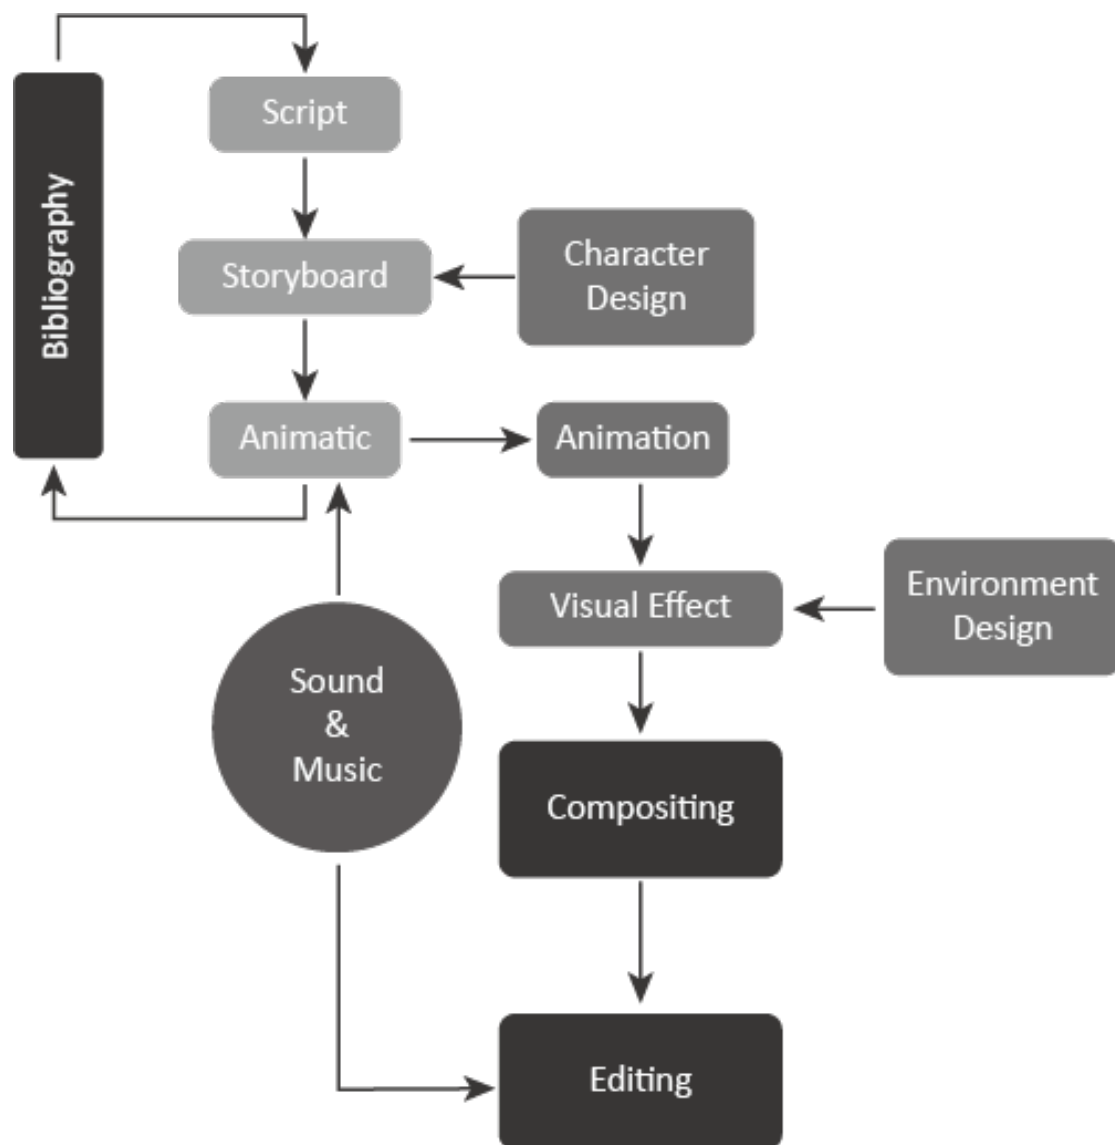 Script
Bibliography
Storyboard
Character
Design
Animatic
Animation
Visual Effect
Environment
Design
Sound
&
Music
Compositing
Editing